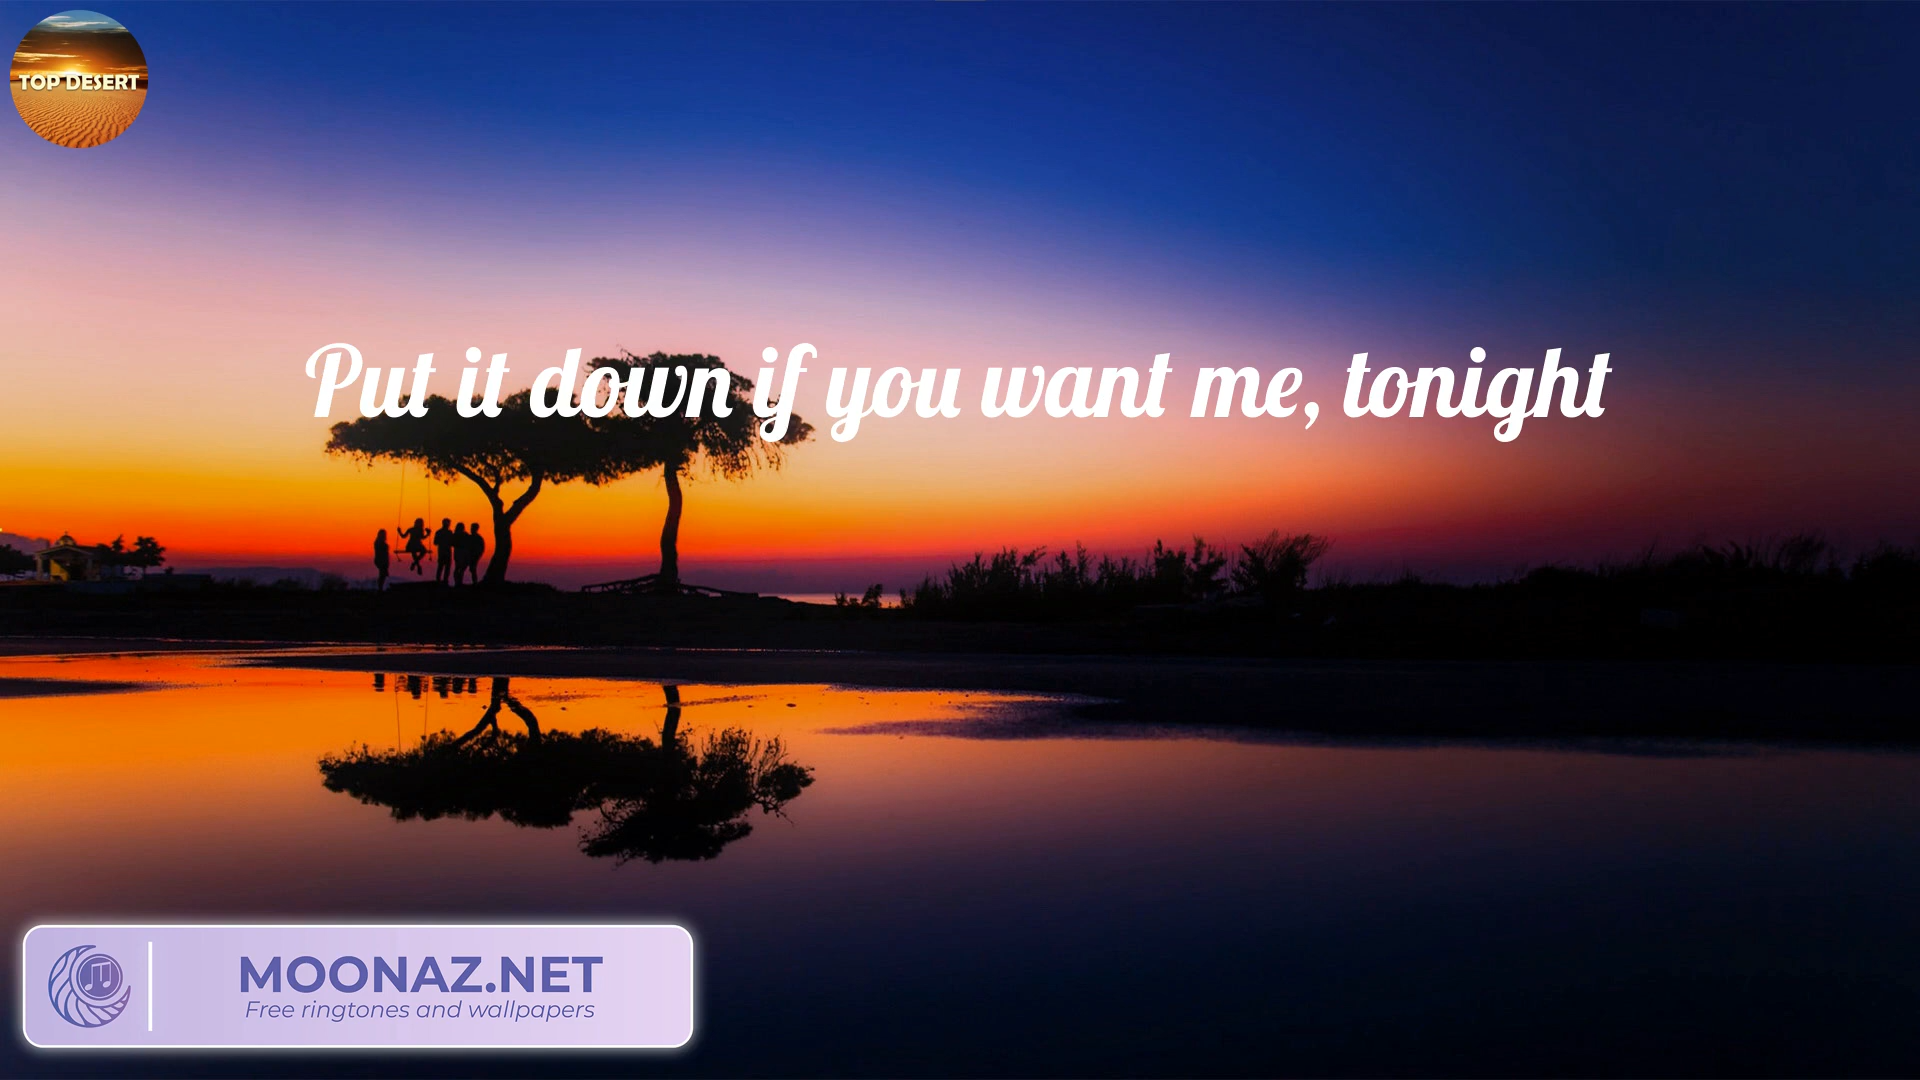 TOP DESERT
Put it down if you want me, tonight
MOONAZ.NET
Free ringtones and wallpapers